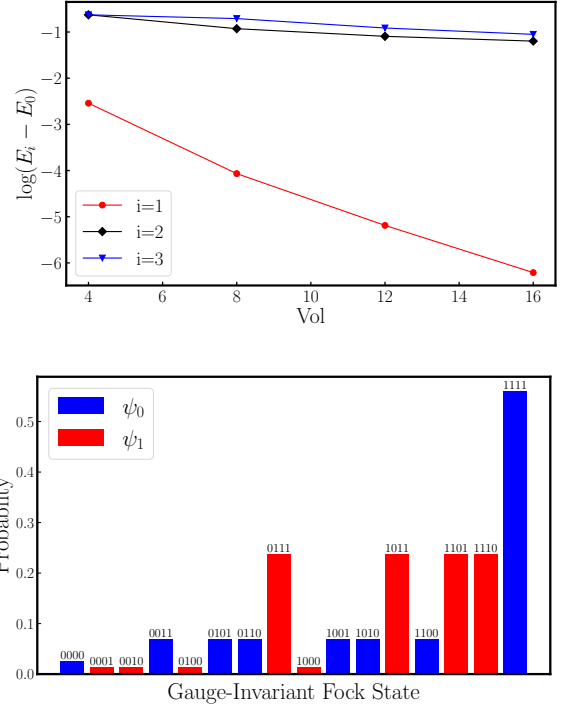 −1
−2
−3
−4
−5
−6
log(E_i − E_0)
i=1
i=2
i=3
4 6 8 10 12 14 16
Vol
ψ_0
ψ_1
0.5
0.4
0.3
0.2
0.1
0.0
Probability
0000 0001 0010 0011 0100 0101 0110 0111 1000 1001 1010 1011 1100 1101 1110 1111
Gauge-Invariant Fock State